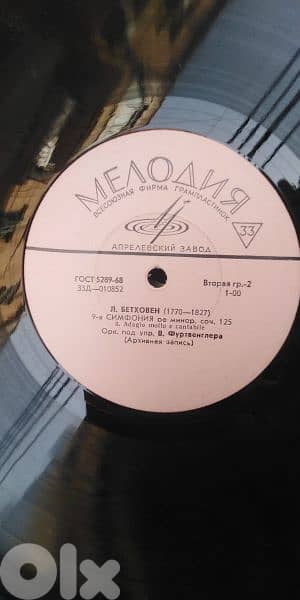 МЕЛОДИЯ
ВСЕСОЮЗНАЯ ФИРМА ГРАМПЛАСТИНОК
33
АПРЕЛЕВСКИЙ ЗАВОД
ГОСТ 5289-68
33Д—010852
Вторая гр.-2
1-00
Л. БЕТХОВЕН (1770—1827)
9-я СИМФОНИЯ ре минор, соч. 125
3. Adagio molto e cantabile
Орк. под упр. В. Фуртвенглера
(Архивная запись)
OLX